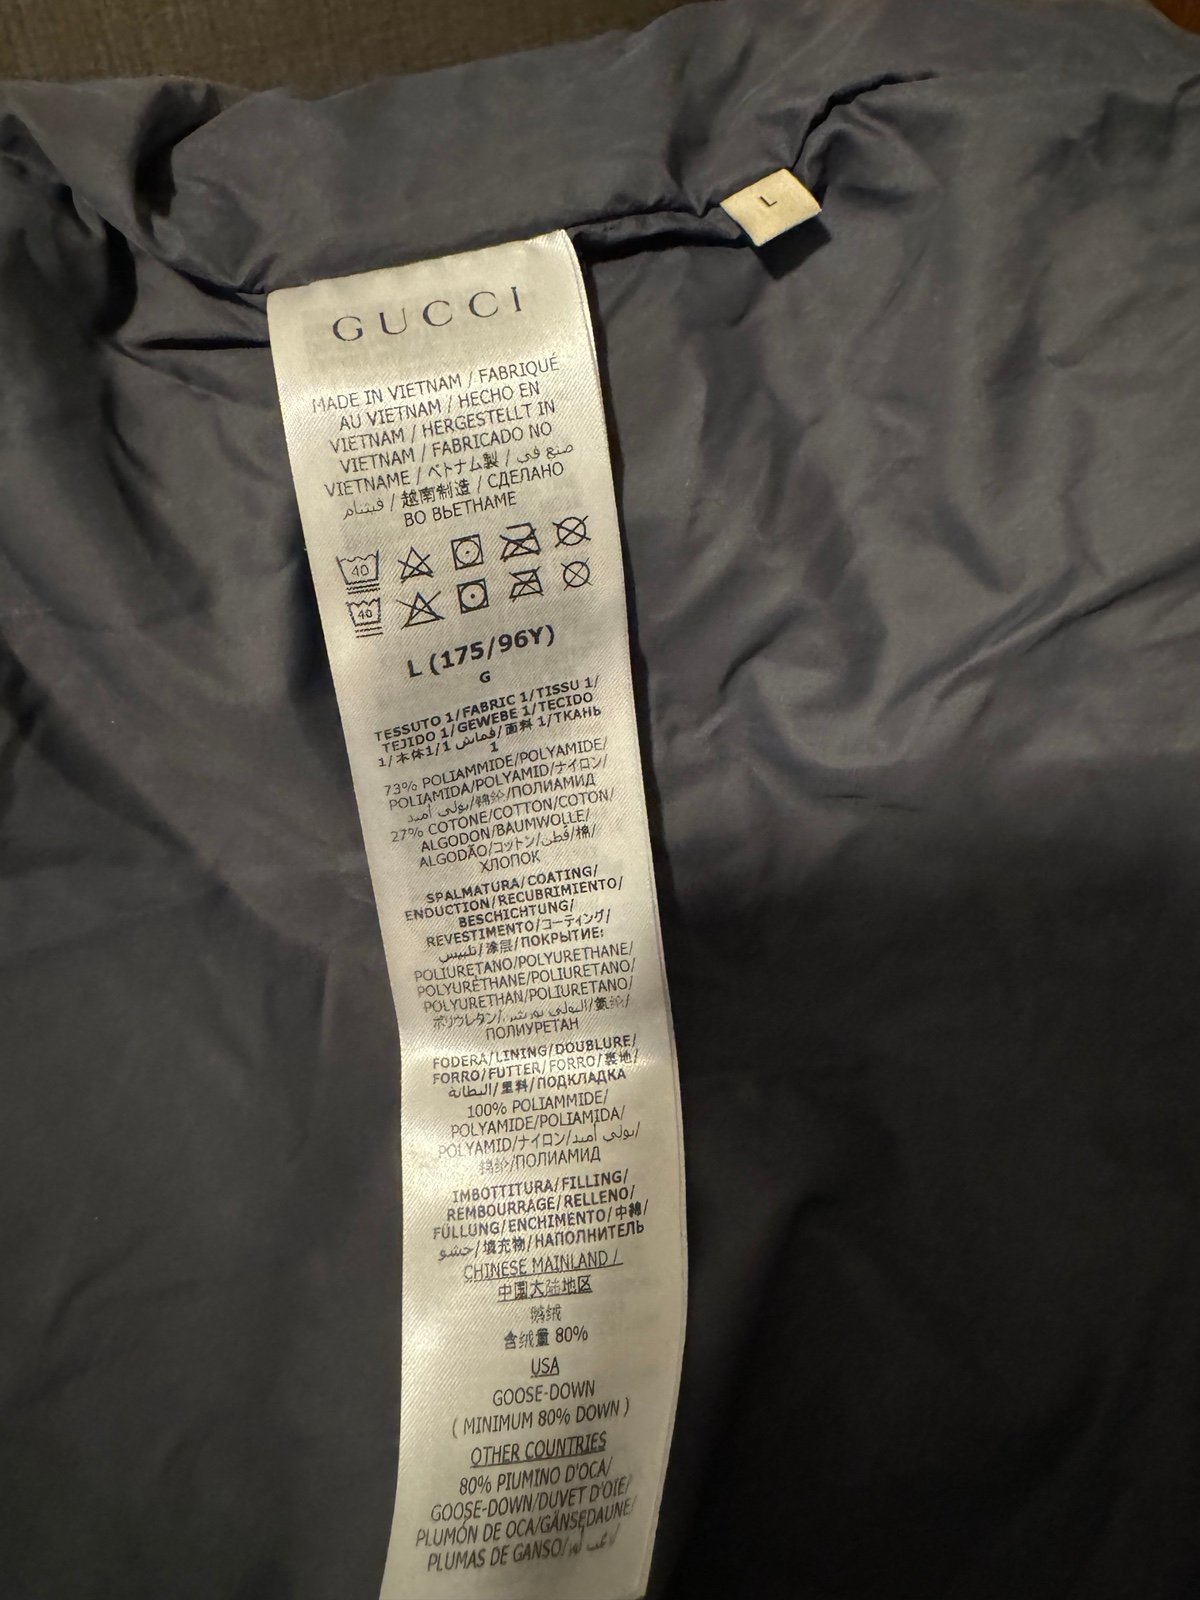 L
GUCCI
MADE IN VIETNAM / FABRIQUÉ
AU VIETNAM / HECHO EN
VIETNAM / HERGESTELLT IN
VIETNAM / FABRICADO NO
VIETNAME / ベトナム製 / صنع في
فيتنام / 越南制造 / СДЕЛАНО
ВО ВЬЕТНАМЕ
40
40
L (175/96Y)
G
TESSUTO 1/FABRIC 1/TISSU 1/
TEJIDO 1/GEWEBE 1/TECIDO
1/本体1/1 قماش/面料 1/ТКАНЬ
1
73% POLIAMMIDE/POLYAMIDE/
POLIAMIDA/POLYAMID/ナイロン/
بولي أميد/锦纶/ПОЛИАМИД
27% COTONE/COTTON/COTON/
ALGODON/BAUMWOLLE/
ALGODÃO/コットン/قطن/棉/
ХЛОПОК
SPALMATURA/COATING/
ENDUCTION/RECUBRIMIENTO/
BESCHICHTUNG/
REVESTIMENTO/コーティング/
تلبيس/涂层/ПОКРЫТИЕ:
POLIURETANO/POLYURETHANE/
POLYURÉTHANE/POLIURETANO/
POLYURETHAN/POLIURETANO/
ポリウレタン/البولي يوريثين/氨纶/
ПОЛИУРЕТАН
FODERA/LINING/DOUBLURE/
FORRO/FUTTER/FORRO/裏地/
البطانة/里料/ПОДКЛАДКА
100% POLIAMMIDE/
POLYAMIDE/POLIAMIDA/
POLYAMID/ナイロン/بولي أميد/
锦纶/ПОЛИАМИД
IMBOTTITURA/FILLING/
REMBOURRAGE/RELLENO/
FÜLLUNG/ENCHIMENTO/中綿/
حشو/填充物/НАПОЛНИТЕЛЬ
CHINESE MAINLAND /
中国大陆地区
鹅绒
含绒量 80%
USA
GOOSE-DOWN
( MINIMUM 80% DOWN )
OTHER COUNTRIES
80% PIUMINO D'OCA/
GOOSE-DOWN/DUVET D'OIE/
PLUMÓN DE OCA/GÄNSEDAUNE/
PLUMAS DE GANSO/